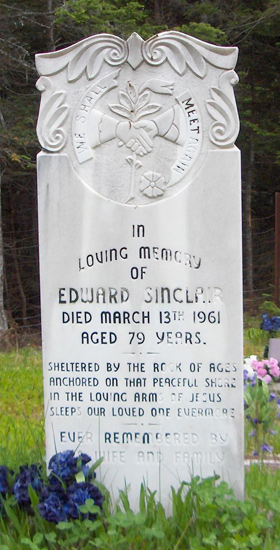 WE SHALL MEET AGAIN
IN
LOVING MEMORY
OF
EDWARD SINCLAIR
DIED MARCH 13TH 1961
AGED 79 YEARS.
SHELTERED BY THE ROCK OF AGES
ANCHORED ON THAT PEACEFUL SHORE
IN THE LOVING ARMS OF JESUS
SLEEPS OUR LOVED ONE EVERMORE
EVER REMEMBERED BY
WIFE AND FAMILY